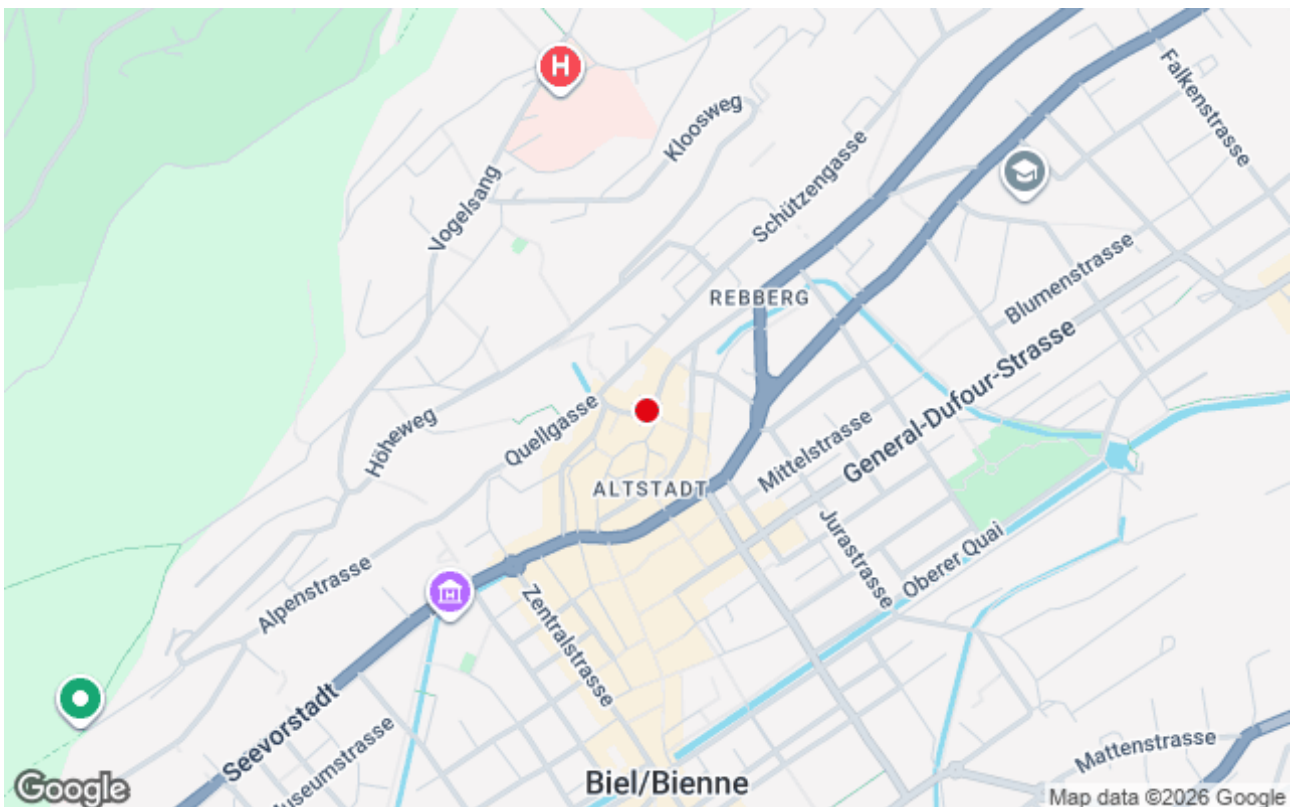 H
Kloosweg
Falkenstrasse
Vogelsang
Schützengasse
REBBERG
Blumenstrasse
General-Dufour-Strasse
Höheweg
Quellgasse
Mittelstrasse
ALTSTADT
Jurastrasse
Oberer Quai
Alpenstrasse
Zentralstrasse
Seevorstadt
Museumstrasse
Mattenstrasse
Biel/Bienne
Google
Map data ©2026 Google